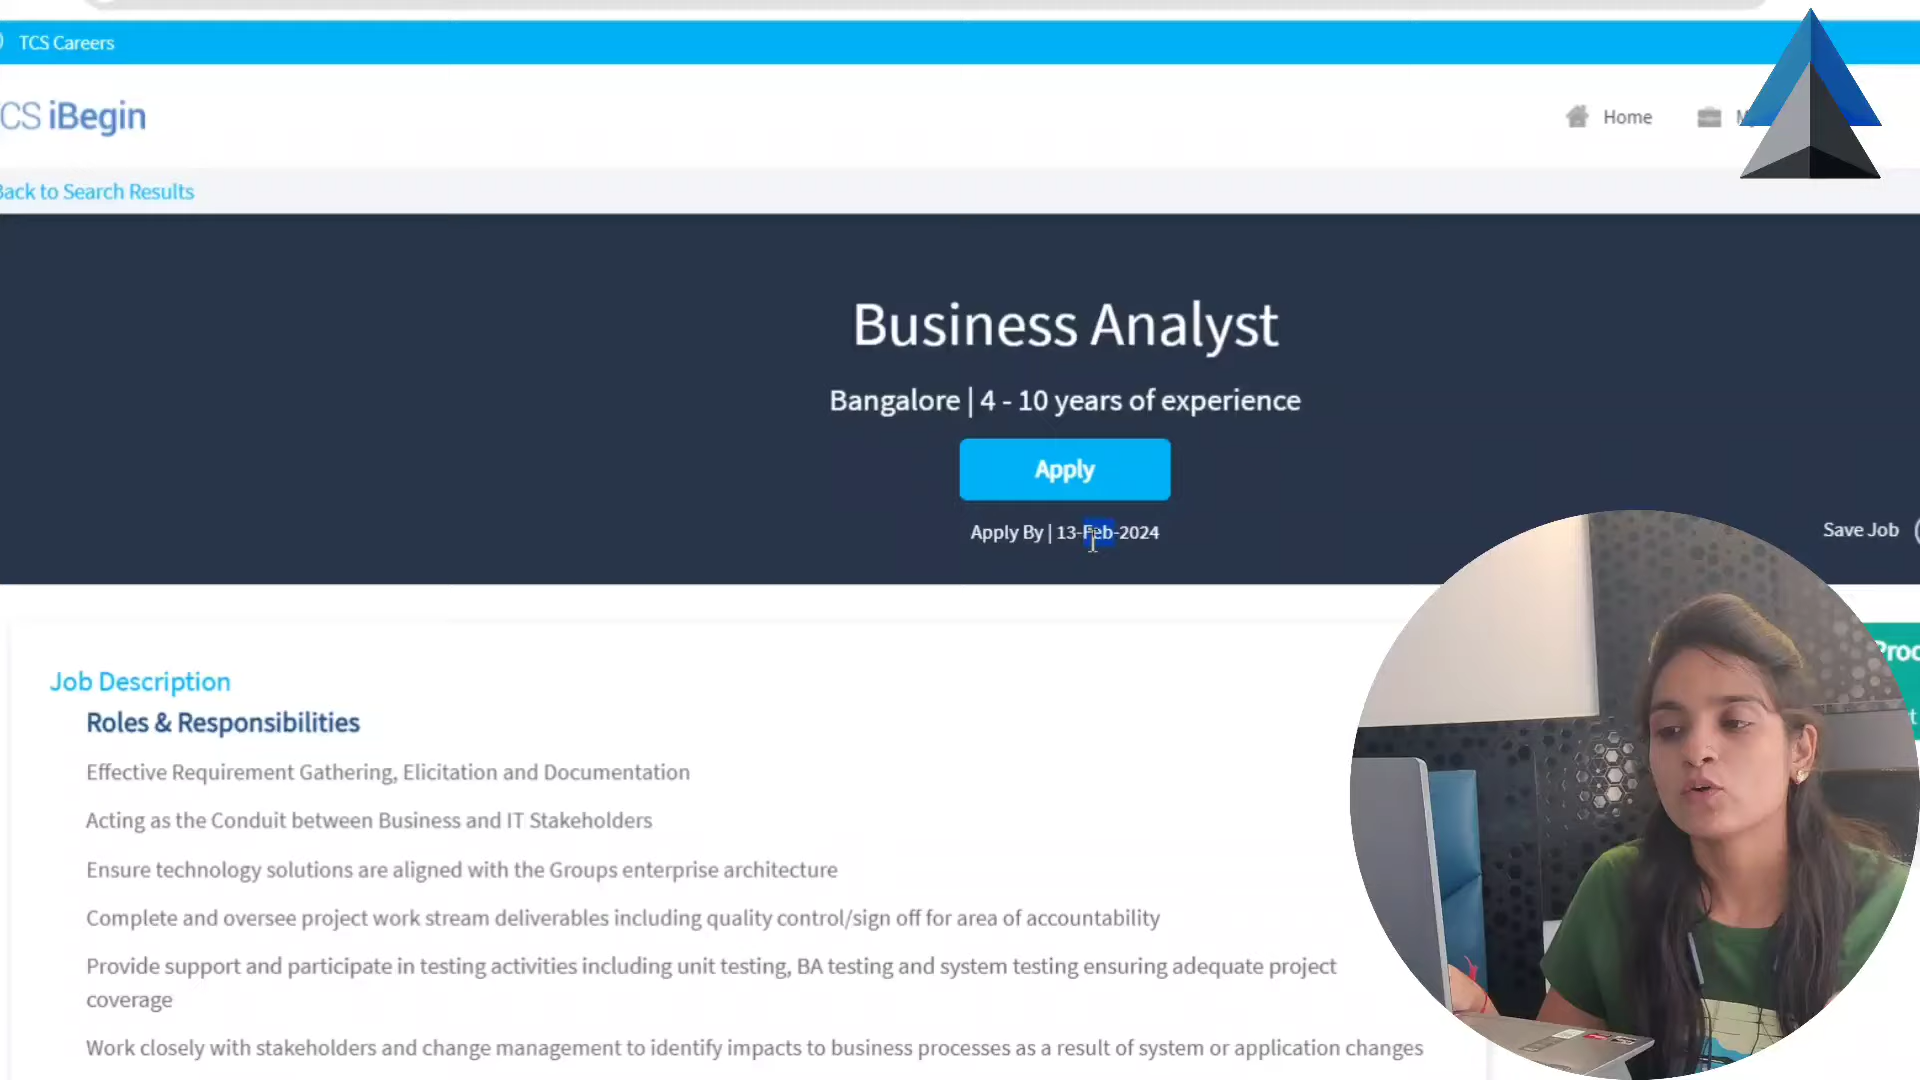 TCS Careers
CS iBegin
Home
Back to Search Results
Business Analyst
Bangalore | 4 - 10 years of experience
Apply
Apply By | 13-Feb-2024
Save Job
Job Description
Roles & Responsibilities
Effective Requirement Gathering, Elicitation and Documentation
Acting as the Conduit between Business and IT Stakeholders
Ensure technology solutions are aligned with the Groups enterprise architecture
Complete and oversee project work stream deliverables including quality control/sign off for area of accountability
Provide support and participate in testing activities including unit testing, BA testing and system testing ensuring adequate project
coverage
Work closely with stakeholders and change management to identify impacts to business processes as a result of system or application changes